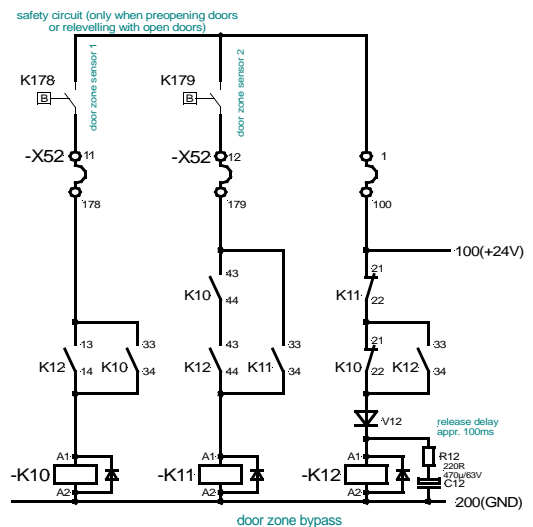 safety circuit (only when preopening doors
or relevelling with open doors)
K178
B
door zone sensor 1
K179
B
door zone sensor 2
-X52
11
178
-X52
12
179
1
100
100(+24V)
K10
43
44
K11
21
22
K12
13
14
K10
33
34
K12
43
44
K11
33
34
K10
21
22
K12
33
34
V12
release delay
appr. 100ms
R12
220R
470µ/63V
C12
-K10
A1
A2
-K11
A1
A2
-K12
A1
A2
200(GND)
door zone bypass